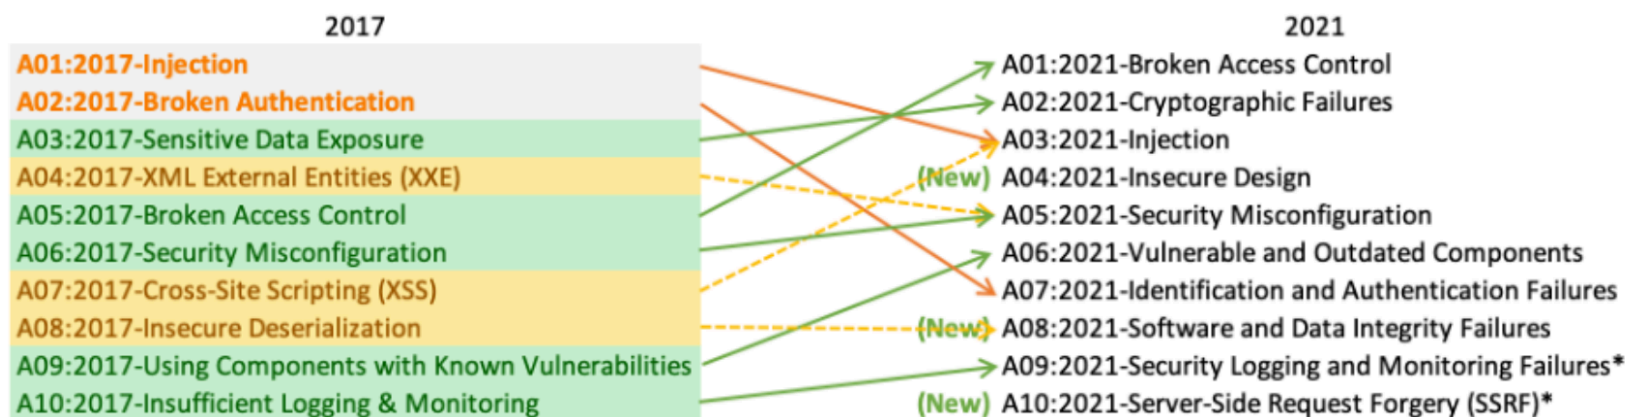 2017
A01:2017-Injection
A02:2017-Broken Authentication
A03:2017-Sensitive Data Exposure
A04:2017-XML External Entities (XXE)
A05:2017-Broken Access Control
A06:2017-Security Misconfiguration
A07:2017-Cross-Site Scripting (XSS)
A08:2017-Insecure Deserialization
A09:2017-Using Components with Known Vulnerabilities
A10:2017-Insufficient Logging & Monitoring
2021
A01:2021-Broken Access Control
A02:2021-Cryptographic Failures
A03:2021-Injection
(New) A04:2021-Insecure Design
A05:2021-Security Misconfiguration
A06:2021-Vulnerable and Outdated Components
A07:2021-Identification and Authentication Failures
(New) A08:2021-Software and Data Integrity Failures
A09:2021-Security Logging and Monitoring Failures*
(New) A10:2021-Server-Side Request Forgery (SSRF)*